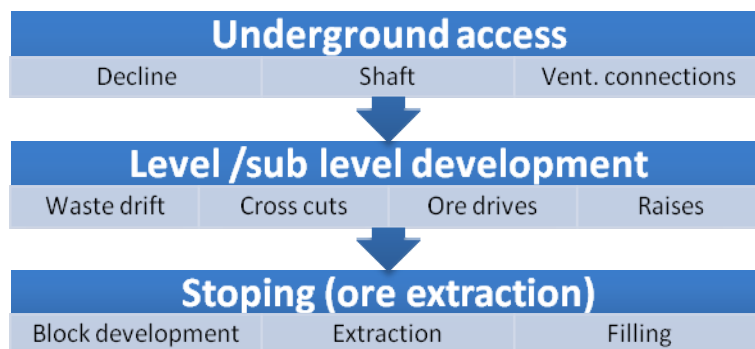 Underground access
Decline Shaft Vent. connections
Level /sub level development
Waste drift Cross cuts Ore drives Raises
Stoping (ore extraction)
Block development Extraction Filling